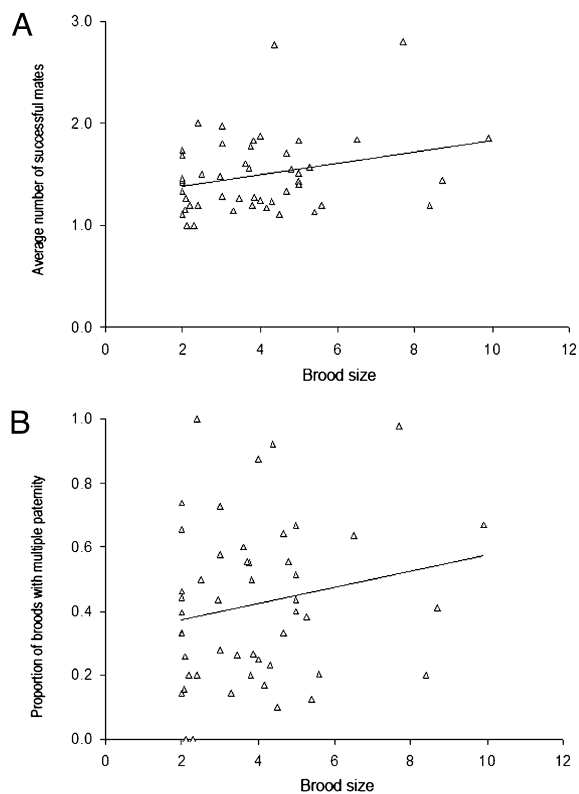 A
3.0
2.0
1.0
0.0
0 2 4 6 8 10 12
Average number of successful mates
Brood size
B
1.0
0.8
0.6
0.4
0.2
0.0
0 2 4 6 8 10 12
Proportion of broods with multiple paternity
Brood size